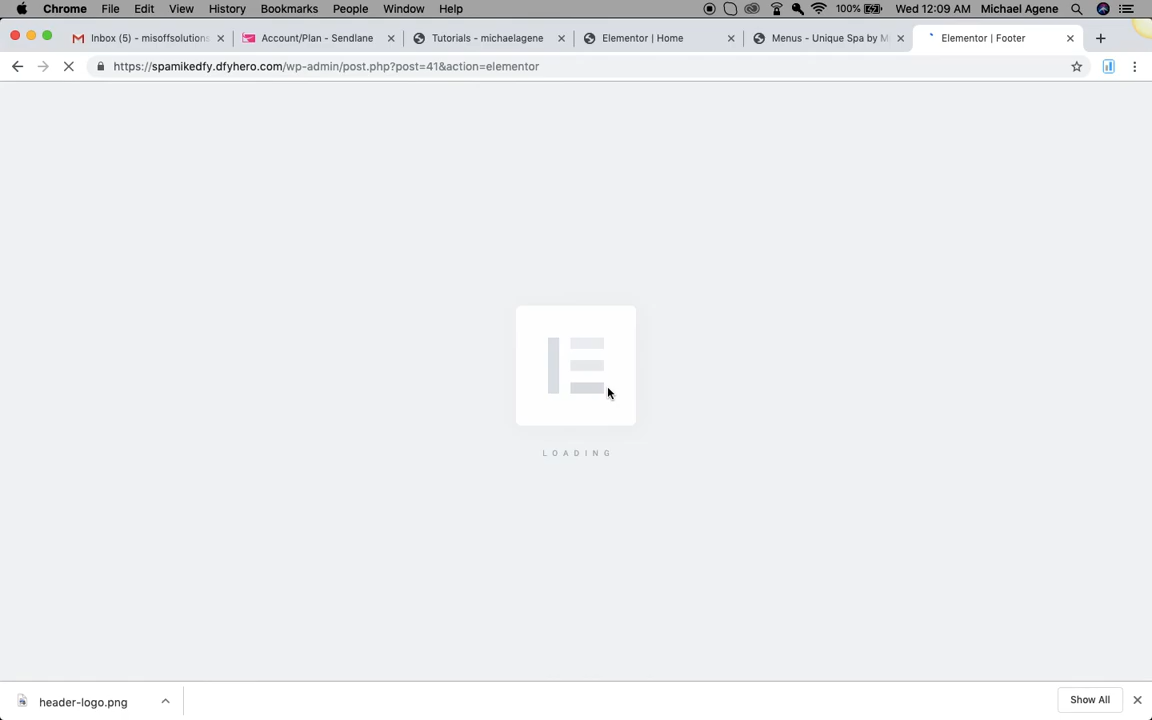 Chrome File Edit View History Bookmarks People Window Help 100% Wed 12:09 AM Michael Agene
Inbox (5) - misoffsolutions Account/Plan - Sendlane Tutorials - michaelagene Elementor | Home Menus - Unique Spa by M Elementor | Footer
https://spamikedfy.dfyhero.com/wp-admin/post.php?post=41&action=elementor
LOADING
header-logo.png Show All